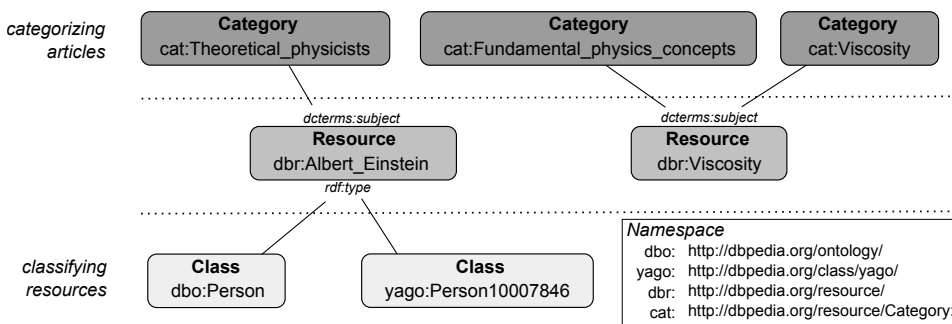 categorizing
articles
Category
cat:Theoretical_physicists
Category
cat:Fundamental_physics_concepts
Category
cat:Viscosity
dcterms:subject
Resource
dbr:Albert_Einstein
rdf:type
dcterms:subject
Resource
dbr:Viscosity
classifying
resources
Class
dbo:Person
Class
yago:Person10007846
Namespace
dbo: http://dbpedia.org/ontology/
yago: http://dbpedia.org/class/yago/
dbr: http://dbpedia.org/resource/
cat: http://dbpedia.org/resource/Category: